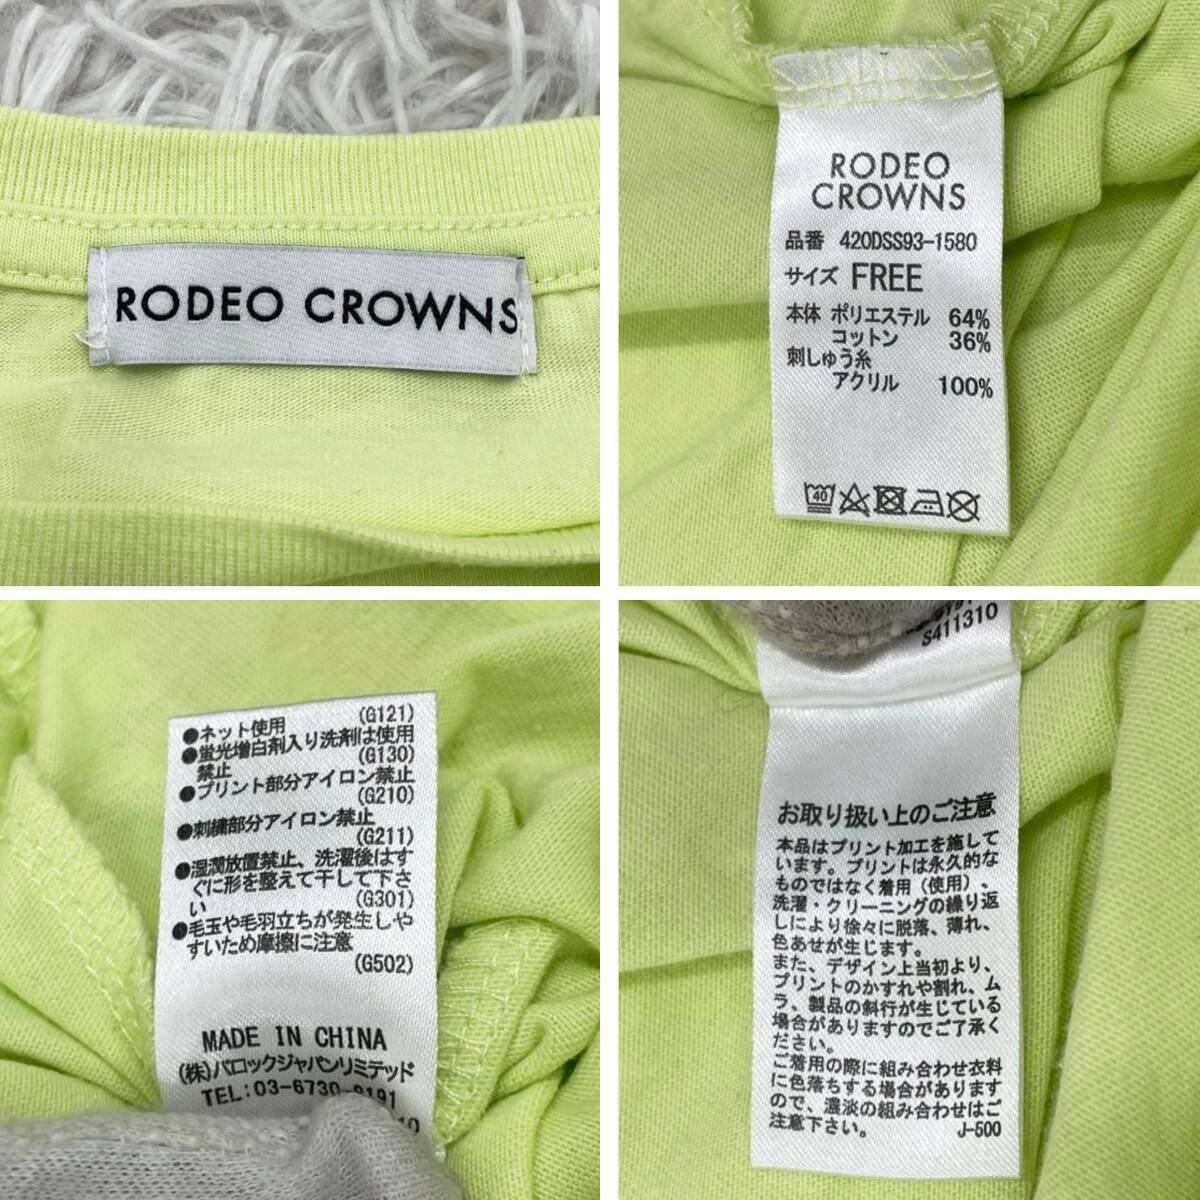 RODEO CROWNS
RODEO
CROWNS
品番 420DSS93-1580
サイズ FREE
本体 ポリエステル 64%
コットン 36%
刺しゅう糸
アクリル 100%
40
●ネット使用 (G121)
●蛍光増白剤入り洗剤は使用
禁止 (G130)
●プリント部分アイロン禁止
(G210)
●刺繍部分アイロン禁止
(G211)
●湿潤放置禁止、洗濯後はす
ぐに形を整えて干して下さ
い (G301)
●毛玉や毛羽立ちが発生しや
すいため摩擦に注意
(G502)
MADE IN CHINA
(株)バロックジャパンリミテッド
TEL:03-6730-9191
10
S411310
お取り扱い上のご注意
本品はプリント加工を施して
います。プリントは永久的な
ものではなく着用（使用）、
洗濯・クリーニングの繰り返
しにより徐々に脱落、薄れ、
色あせが生じます。
また、デザイン上当初より、
プリントのかすれや割れ、ム
ラ、製品の斜行が生じている
場合がありますのでご了承く
ださい。
ご着用の際に組み合わせ衣料
に色落ちする場合があります
ので、濃淡の組み合わせはご
注意下さい。 J-500